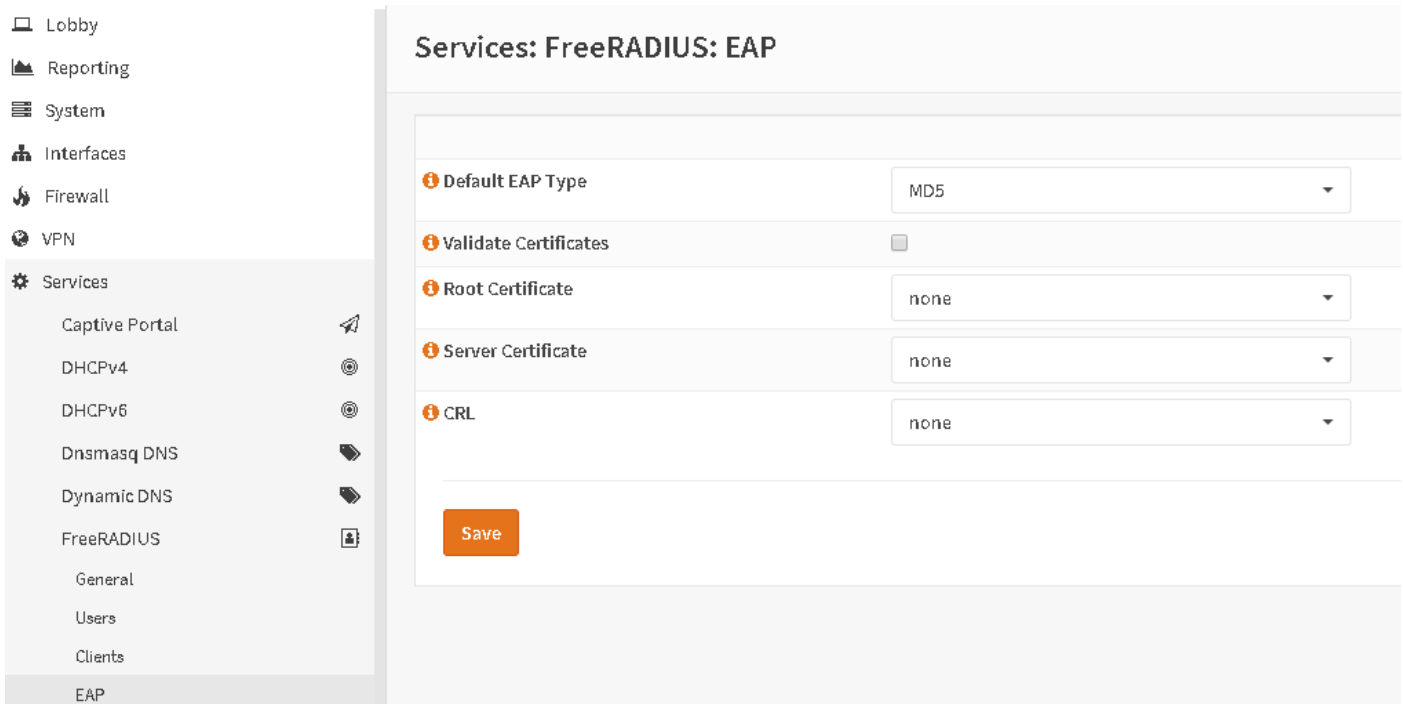 Lobby
Reporting
System
Interfaces
Firewall
VPN
Services
Captive Portal
DHCPv4
DHCPv6
Dnsmasq DNS
Dynamic DNS
FreeRADIUS
General
Users
Clients
EAP
Services: FreeRADIUS: EAP
Default EAP Type
MD5
Validate Certificates
Root Certificate
none
Server Certificate
none
CRL
none
Save